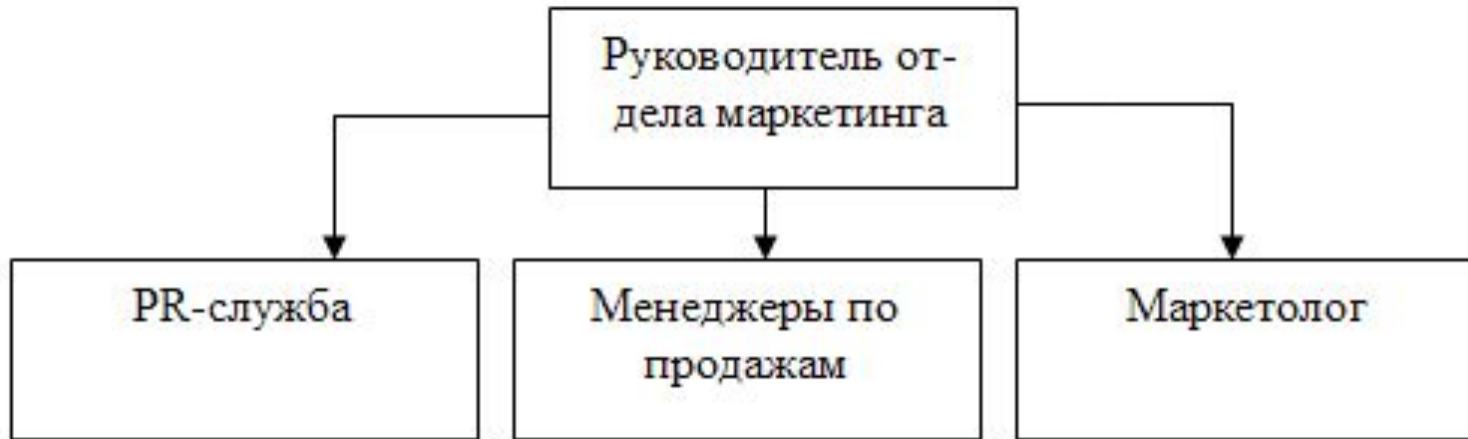 Руководитель от-
дела маркетинга
PR-служба
Менеджеры по
продажам
Маркетолог